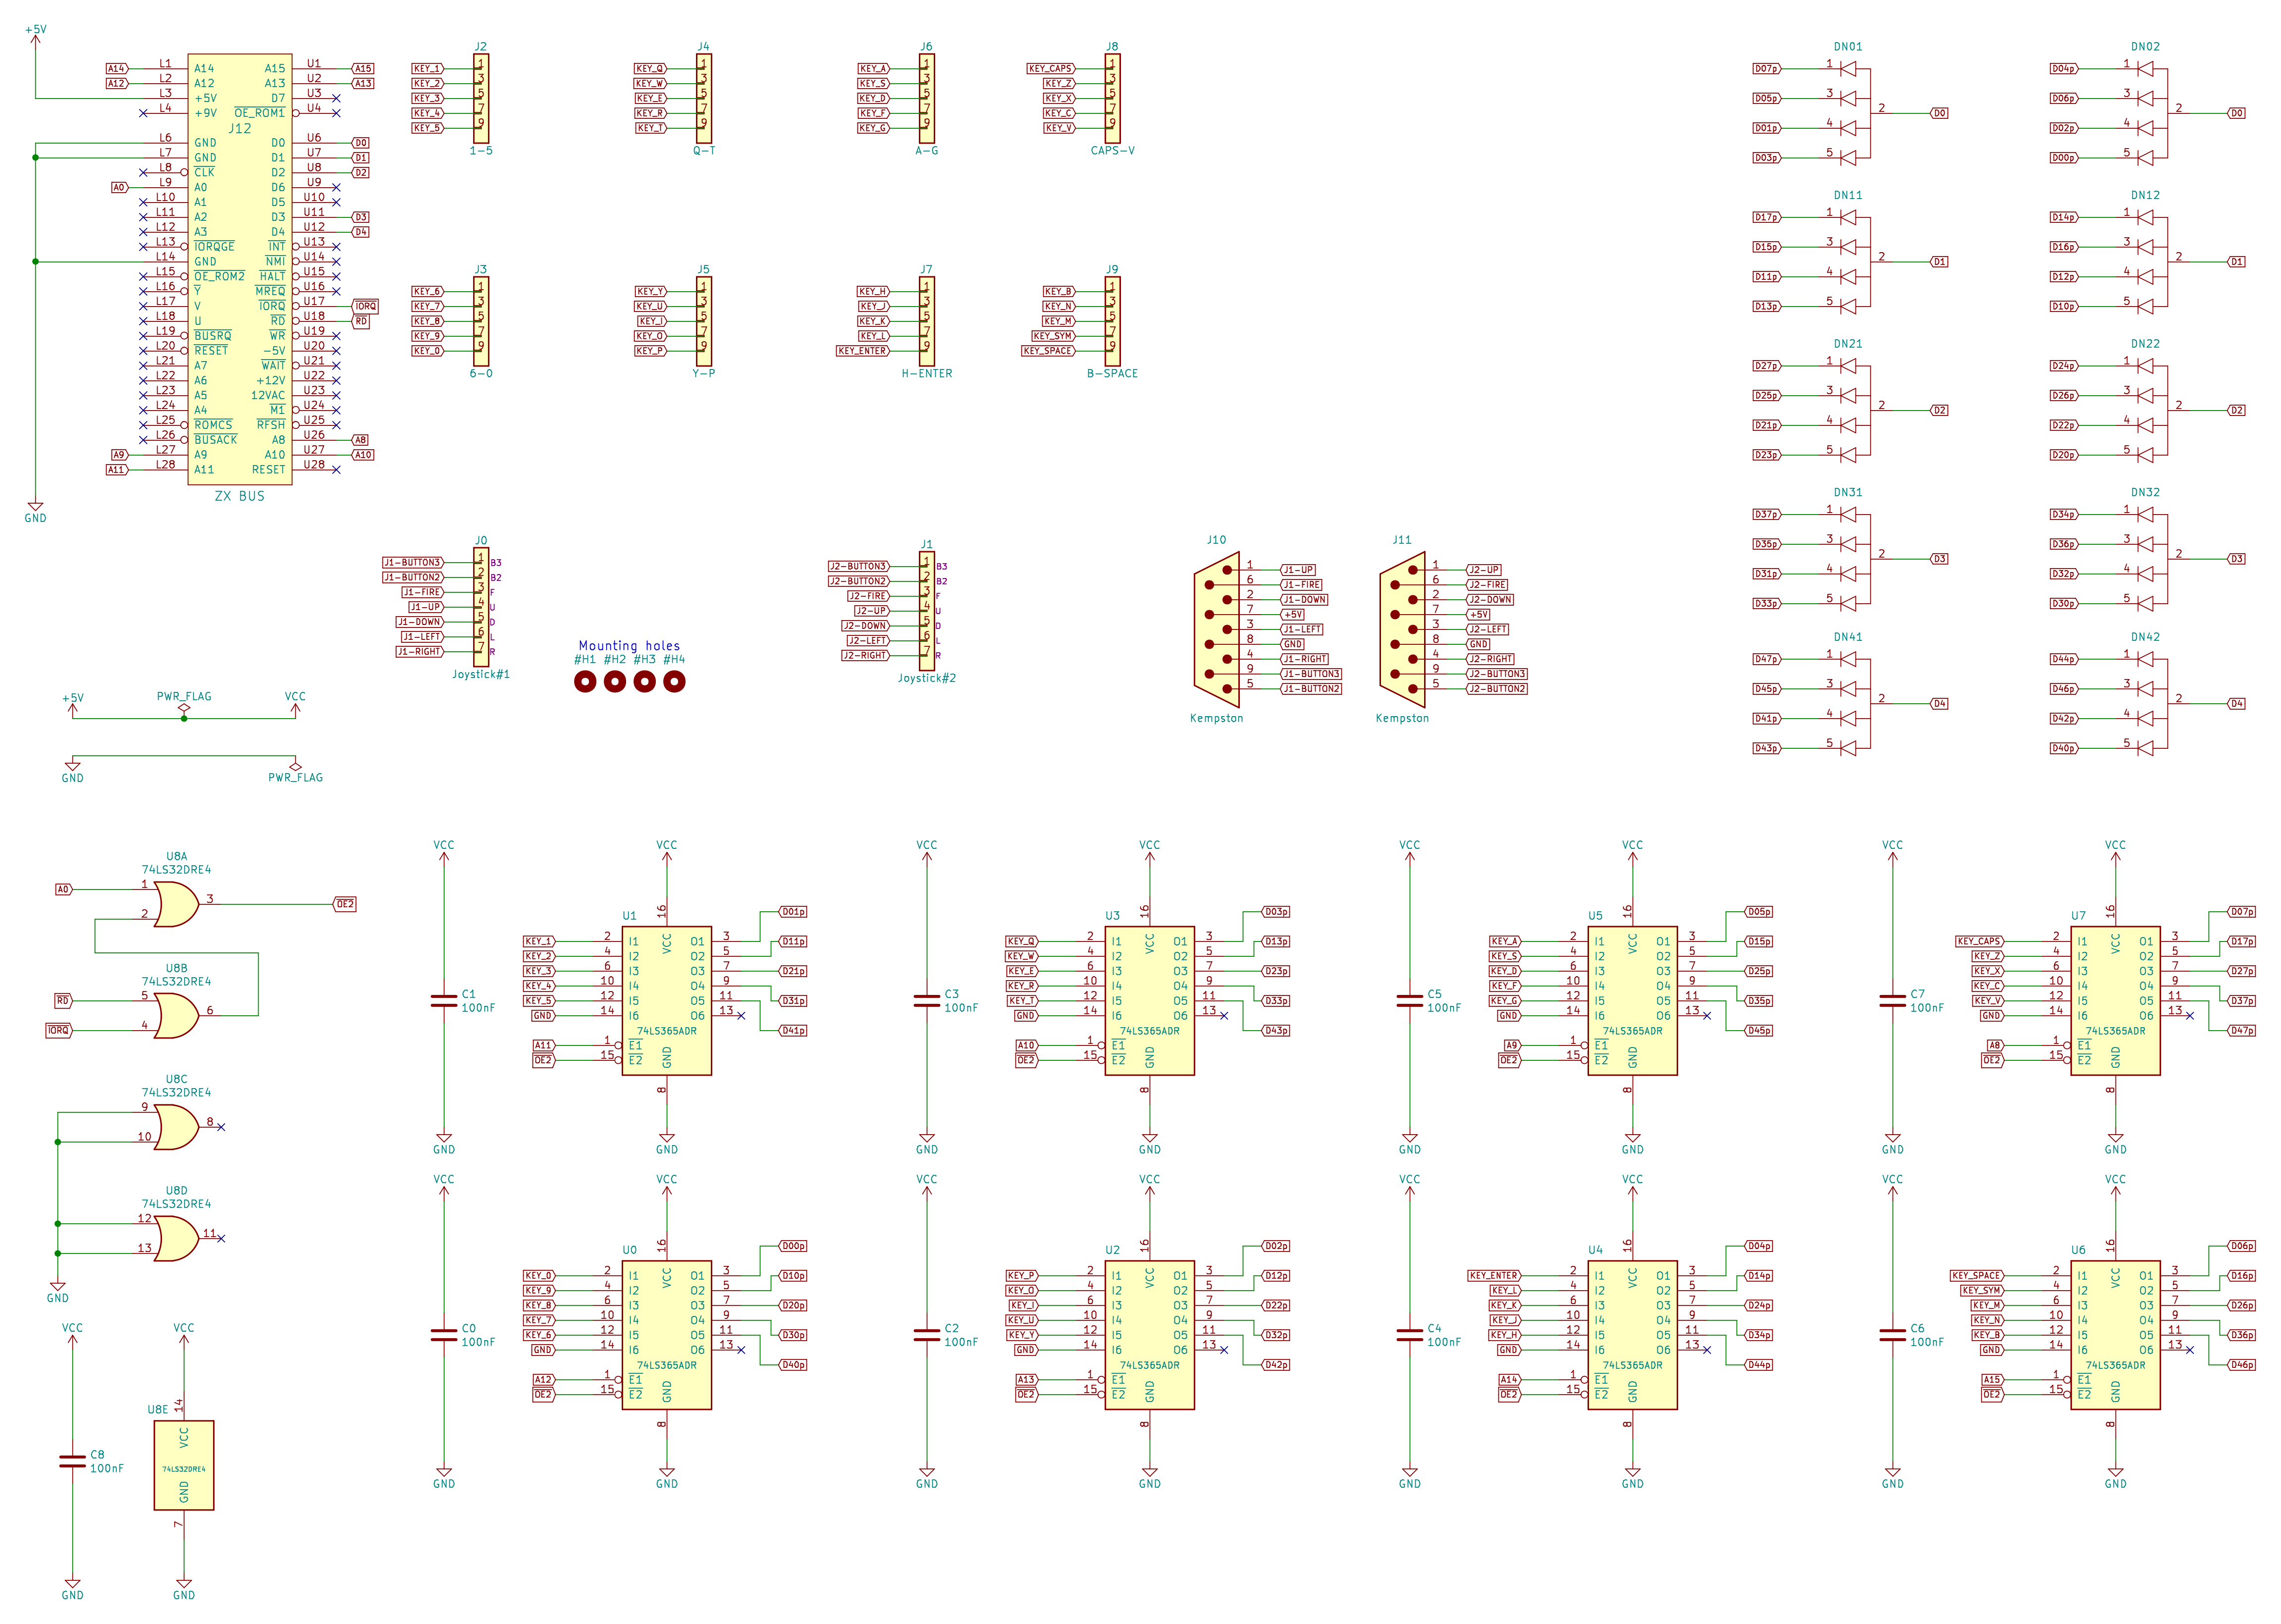 +5V
J12
A14 L1 A14 A15 U1 A15
A12 L2 A12 A13 U2 A13
L3 +5V D7 U3
L4 +9V OE_ROM1 U4
L6 GND D0 U6 D0
L7 GND D1 U7 D1
L8 CLK D2 U8 D2
A0 L9 A0 D6 U9
L10 A1 D5 U10
L11 A2 D3 U11 D3
L12 A3 D4 U12 D4
L13 IORQGE INT U13
L14 GND NMI U14
L15 OE_ROM2 HALT U15
L16 Y MREQ U16
L17 V IORQ U17 IORQ
L18 U RD U18 RD
L19 BUSRQ WR U19
L20 RESET -5V U20
L21 A7 WAIT U21
L22 A6 +12V U22
L23 A5 12VAC U23
L24 A4 M1 U24
L25 ROMCS RFSH U25
L26 BUSACK A8 U26 A8
A9 L27 A9 A10 U27 A10
A11 L28 A11 RESET U28
ZX BUS
GND
J2
KEY_1 1
KEY_2 3
KEY_3 5
KEY_4 7
KEY_5 9
1-5
J4
KEY_Q 1
KEY_W 3
KEY_E 5
KEY_R 7
KEY_T 9
Q-T
J6
KEY_A 1
KEY_S 3
KEY_D 5
KEY_F 7
KEY_G 9
A-G
J8
KEY_CAPS 1
KEY_Z 3
KEY_X 5
KEY_C 7
KEY_V 9
CAPS-V
J3
KEY_6 1
KEY_7 3
KEY_8 5
KEY_9 7
KEY_0 9
6-0
J5
KEY_Y 1
KEY_U 3
KEY_I 5
KEY_O 7
KEY_P 9
Y-P
J7
KEY_H 1
KEY_J 3
KEY_K 5
KEY_L 7
KEY_ENTER 9
H-ENTER
J9
KEY_B 1
KEY_N 3
KEY_M 5
KEY_SYM 7
KEY_SPACE 9
B-SPACE
DN01
D07p 1
D05p 3
2 D0
D01p 4
D03p 5
DN02
D04p 1
D06p 3
2 D0
D02p 4
D00p 5
DN11
D17p 1
D15p 3
2 D1
D11p 4
D13p 5
DN12
D14p 1
D16p 3
2 D1
D12p 4
D10p 5
DN21
D27p 1
D25p 3
2 D2
D21p 4
D23p 5
DN22
D24p 1
D26p 3
2 D2
D22p 4
D20p 5
DN31
D37p 1
D35p 3
2 D3
D31p 4
D33p 5
DN32
D34p 1
D36p 3
2 D3
D32p 4
D30p 5
DN41
D47p 1
D45p 3
2 D4
D41p 4
D43p 5
DN42
D44p 1
D46p 3
2 D4
D42p 4
D40p 5
J0
J1-BUTTON3 1 B3
J1-BUTTON2 2 B2
J1-FIRE 3 F
J1-UP 4 U
J1-DOWN 5 D
J1-LEFT 6 L
J1-RIGHT 7 R
Joystick#1
Mounting holes
#H1 #H2 #H3 #H4
J1
J2-BUTTON3 1 B3
J2-BUTTON2 2 B2
J2-FIRE 3 F
J2-UP 4 U
J2-DOWN 5 D
J2-LEFT 6 L
J2-RIGHT 7 R
Joystick#2
J10
1 J1-UP
6 J1-FIRE
2 J1-DOWN
7 +5V
3 J1-LEFT
8 GND
4 J1-RIGHT
9 J1-BUTTON3
5 J1-BUTTON2
Kempston
J11
1 J2-UP
6 J2-FIRE
2 J2-DOWN
7 +5V
3 J2-LEFT
8 GND
4 J2-RIGHT
9 J2-BUTTON3
5 J2-BUTTON2
Kempston
+5V PWR_FLAG VCC
GND PWR_FLAG
U8A
74LS32DRE4
A0 1
3 OE2
2
U8B
74LS32DRE4
RD 5
6
IORQ 4
U8C
74LS32DRE4
9
8
10
U8D
74LS32DRE4
12
11
13
GND
VCC VCC
14
U8E
VCC
C8
100nF
74LS32DRE4
GND
7
GND GND
VCC
C1
100nF
GND
VCC
16
U1
VCC
KEY_1 2 I1 O1 3 D01p
KEY_2 4 I2 O2 5 D11p
KEY_3 6 I3 O3 7 D21p
KEY_4 10 I4 O4 9 D31p
KEY_5 12 I5 O5 11 D41p
GND 14 I6 O6 13
74LS365ADR
A11 1 E1
OE2 15 E2
GND
8
GND
VCC
C3
100nF
GND
VCC
16
U3
VCC
KEY_Q 2 I1 O1 3 D03p
KEY_W 4 I2 O2 5 D13p
KEY_E 6 I3 O3 7 D23p
KEY_R 10 I4 O4 9 D33p
KEY_T 12 I5 O5 11 D43p
GND 14 I6 O6 13
74LS365ADR
A10 1 E1
OE2 15 E2
GND
8
GND
VCC
C5
100nF
GND
VCC
16
U5
VCC
KEY_A 2 I1 O1 3 D05p
KEY_S 4 I2 O2 5 D15p
KEY_D 6 I3 O3 7 D25p
KEY_F 10 I4 O4 9 D35p
KEY_G 12 I5 O5 11 D45p
GND 14 I6 O6 13
74LS365ADR
A9 1 E1
OE2 15 E2
GND
8
GND
VCC
C7
100nF
GND
VCC
16
U7
VCC
KEY_CAPS 2 I1 O1 3 D07p
KEY_Z 4 I2 O2 5 D17p
KEY_X 6 I3 O3 7 D27p
KEY_C 10 I4 O4 9 D37p
KEY_V 12 I5 O5 11 D47p
GND 14 I6 O6 13
74LS365ADR
A8 1 E1
OE2 15 E2
GND
8
GND
VCC
C0
100nF
GND
VCC
16
U0
VCC
KEY_0 2 I1 O1 3 D00p
KEY_9 4 I2 O2 5 D10p
KEY_8 6 I3 O3 7 D20p
KEY_7 10 I4 O4 9 D30p
KEY_6 12 I5 O5 11 D40p
GND 14 I6 O6 13
74LS365ADR
A12 1 E1
OE2 15 E2
GND
8
GND
VCC
C2
100nF
GND
VCC
16
U2
VCC
KEY_P 2 I1 O1 3 D02p
KEY_O 4 I2 O2 5 D12p
KEY_I 6 I3 O3 7 D22p
KEY_U 10 I4 O4 9 D32p
KEY_Y 12 I5 O5 11 D42p
GND 14 I6 O6 13
74LS365ADR
A13 1 E1
OE2 15 E2
GND
8
GND
VCC
C4
100nF
GND
VCC
16
U4
VCC
KEY_ENTER 2 I1 O1 3 D04p
KEY_L 4 I2 O2 5 D14p
KEY_K 6 I3 O3 7 D24p
KEY_J 10 I4 O4 9 D34p
KEY_H 12 I5 O5 11 D44p
GND 14 I6 O6 13
74LS365ADR
A14 1 E1
OE2 15 E2
GND
8
GND
VCC
C6
100nF
GND
VCC
16
U6
VCC
KEY_SPACE 2 I1 O1 3 D06p
KEY_SYM 4 I2 O2 5 D16p
KEY_M 6 I3 O3 7 D26p
KEY_N 10 I4 O4 9 D36p
KEY_B 12 I5 O5 11 D46p
GND 14 I6 O6 13
74LS365ADR
A15 1 E1
OE2 15 E2
GND
8
GND